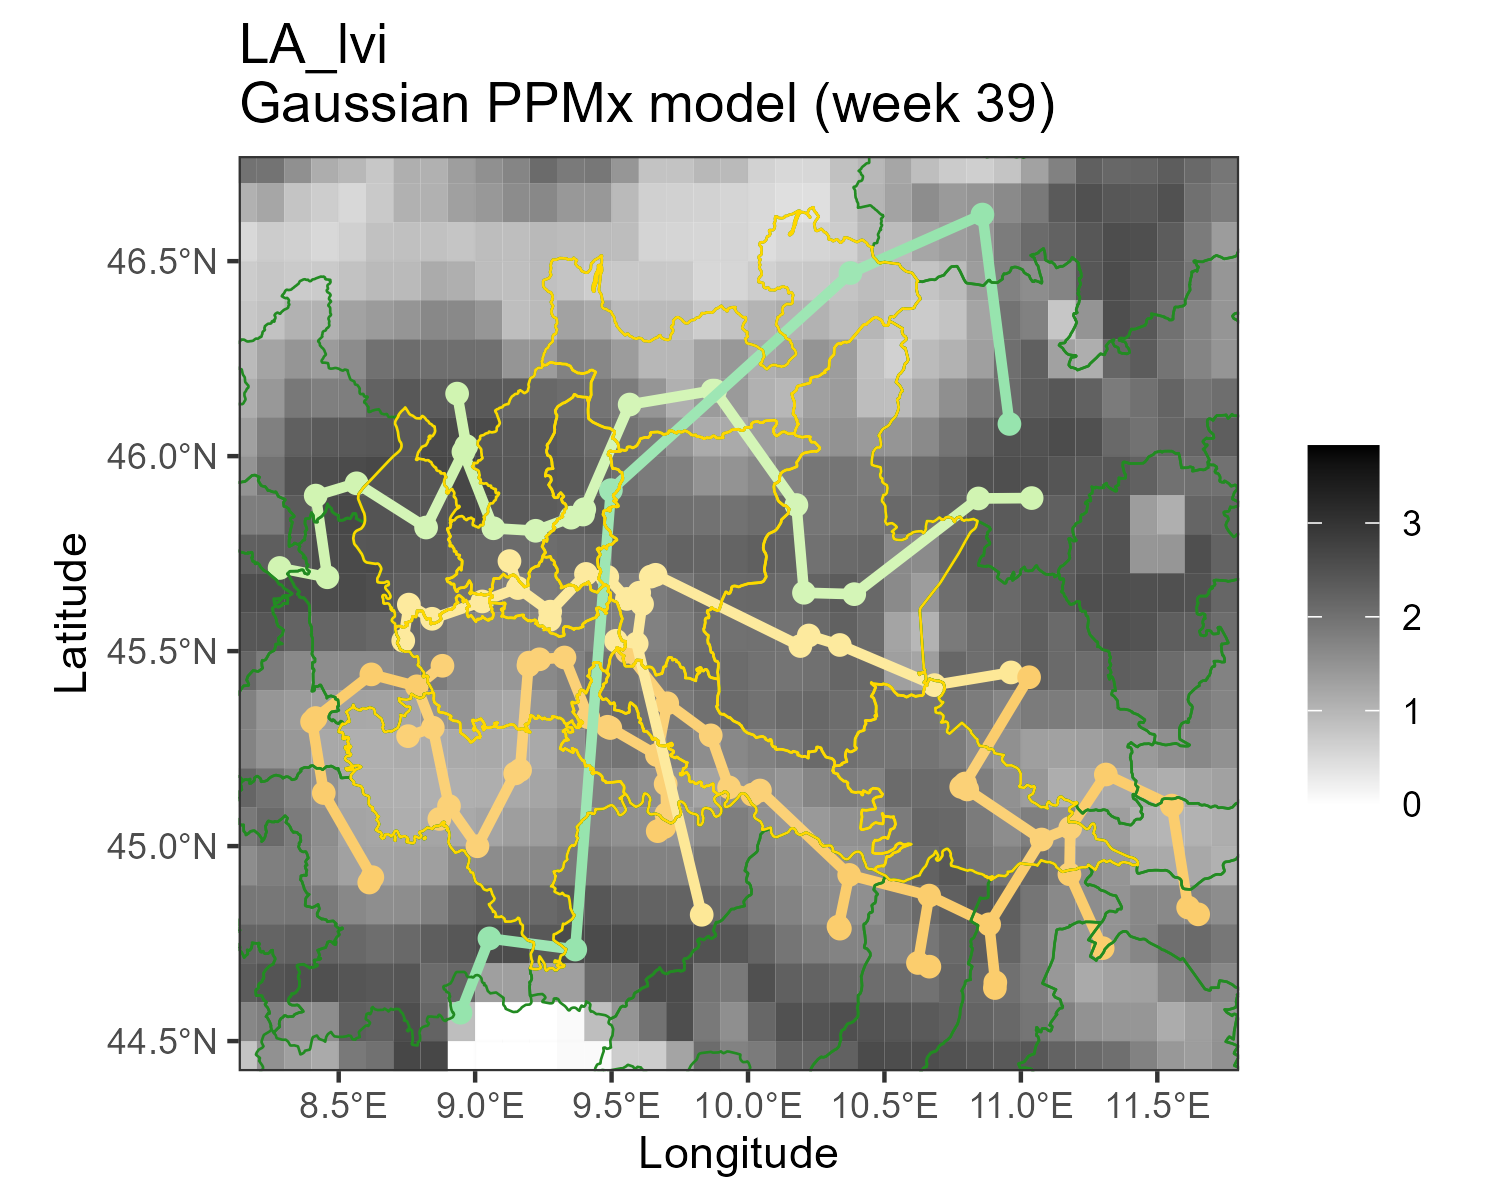 LA_lvi
Gaussian PPMx model (week 39)
46.5°N
46.0°N
45.5°N
45.0°N
44.5°N
Latitude
8.5°E 9.0°E 9.5°E 10.0°E 10.5°E 11.0°E 11.5°E
Longitude
3
2
1
0